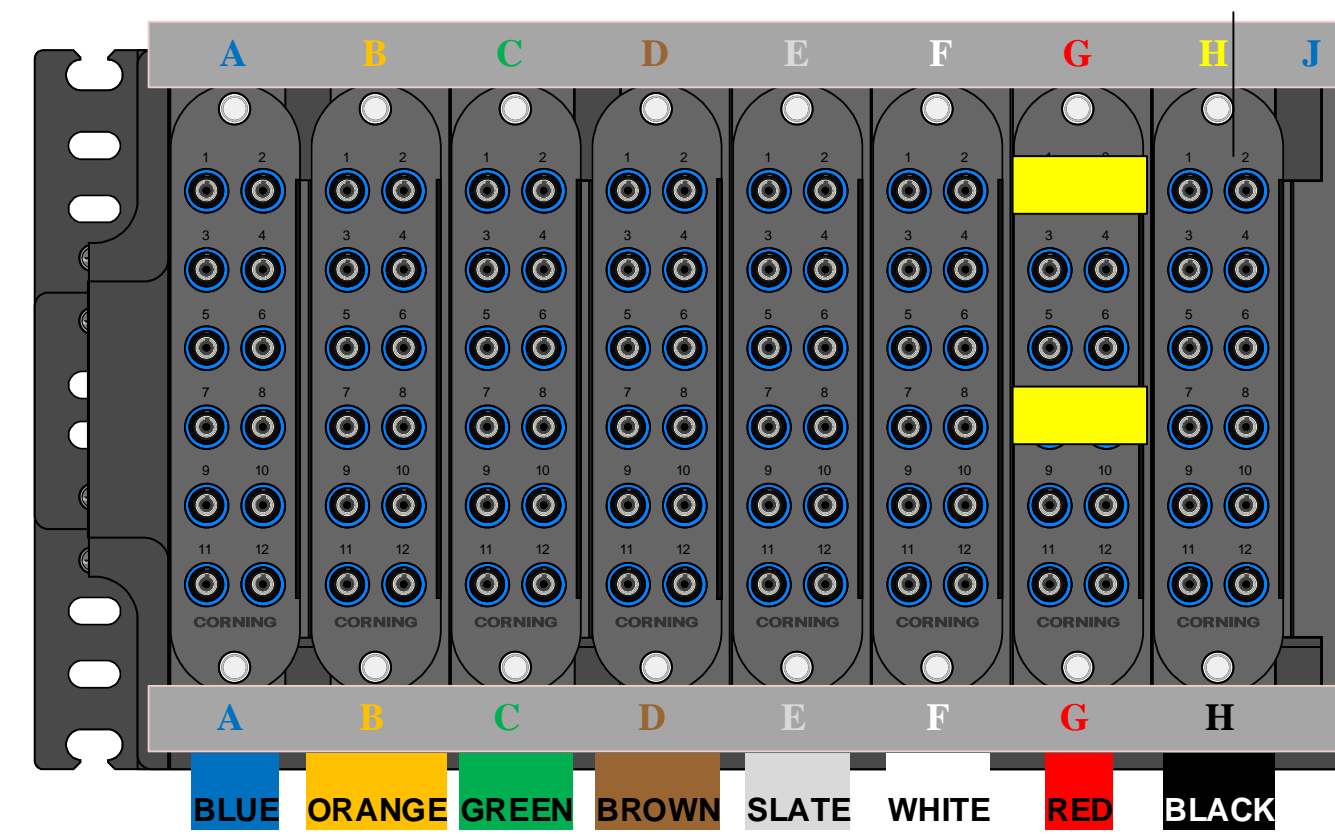 A B C D E F G H J
1 2 1 2 1 2 1 2 1 2 1 2 1 2
3 4 3 4 3 4 3 4 3 4 3 4 3 4 3 4
5 6 5 6 5 6 5 6 5 6 5 6 5 6 5 6
7 8 7 8 7 8 7 8 7 8 7 8 7 8
9 10 9 10 9 10 9 10 9 10 9 10 9 10 9 10
11 12 11 12 11 12 11 12 11 12 11 12 11 12 11 12
CORNING CORNING CORNING CORNING CORNING CORNING CORNING CORNING
A B C D E F G H
BLUE ORANGE GREEN BROWN SLATE WHITE RED BLACK